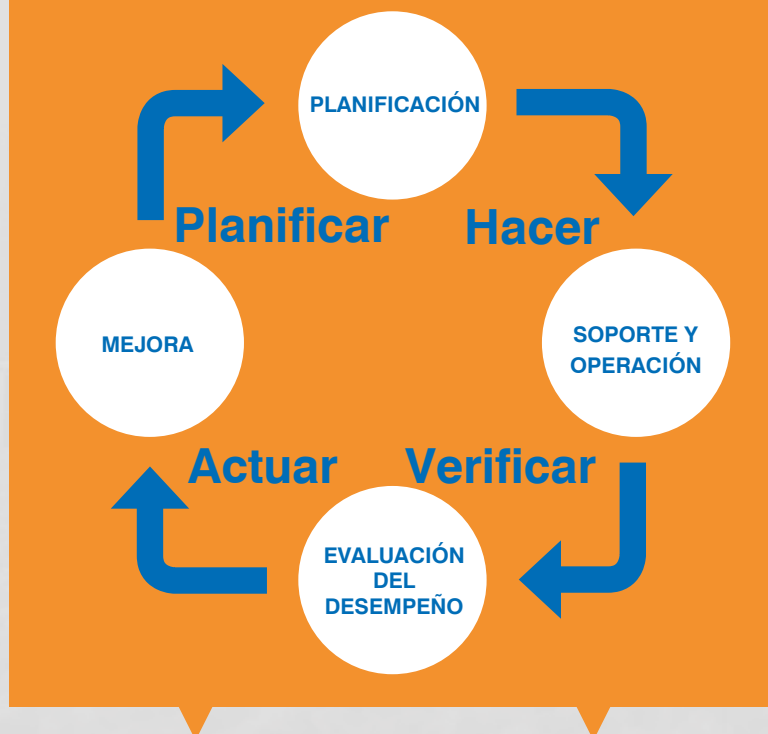 PLANIFICACIÓN
Planificar
Hacer
MEJORA
SOPORTE Y
OPERACIÓN
Actuar
Verificar
EVALUACIÓN
DEL
DESEMPEÑO